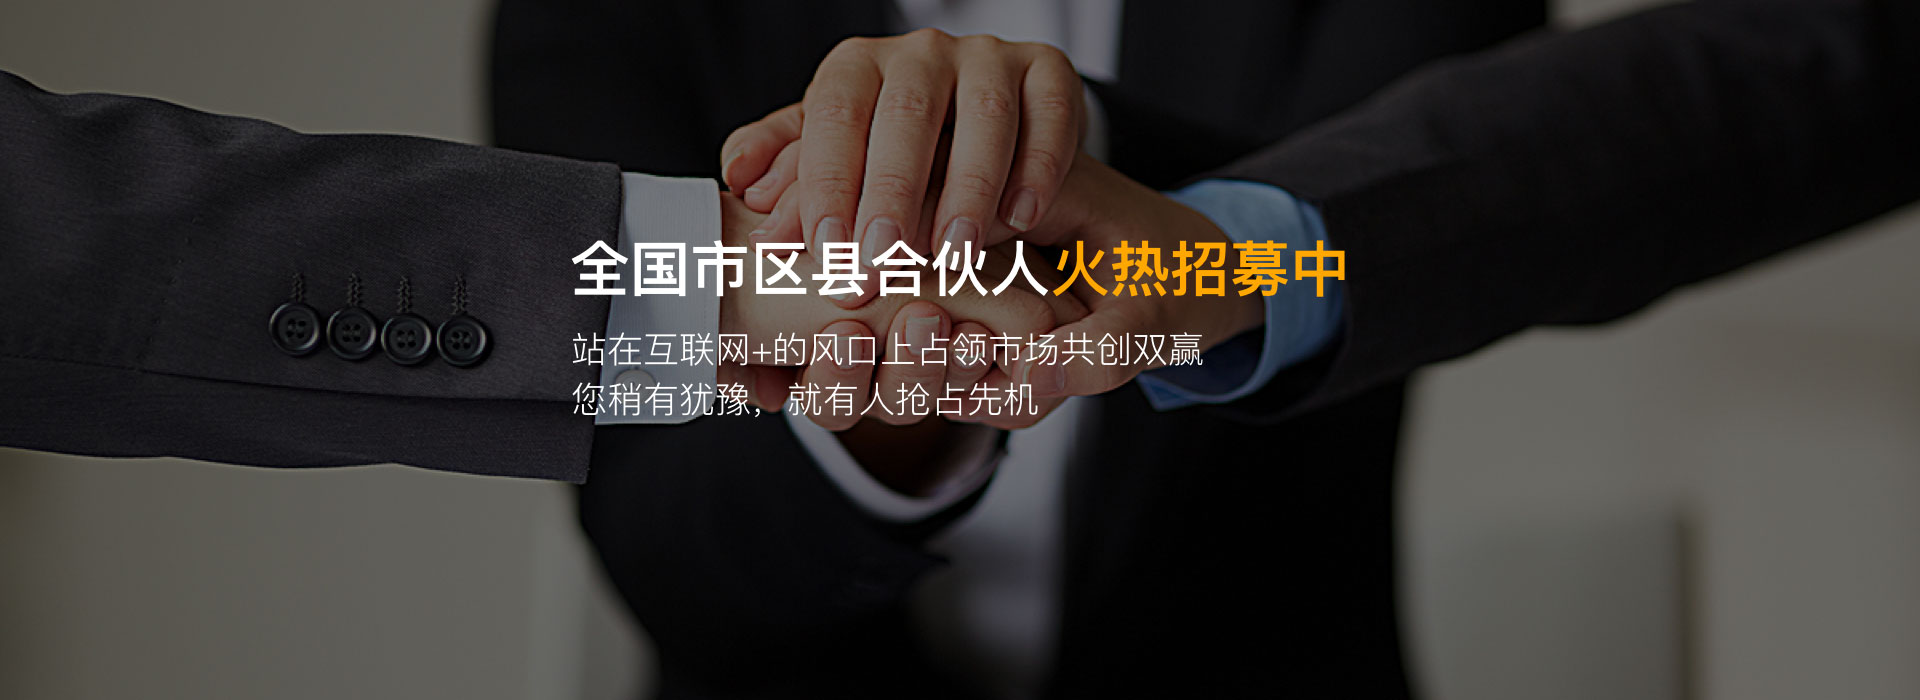 全国市区县合伙人火热招募中
站在互联网+的风口上占领市场共创双赢
您稍有犹豫，就有人抢占先机